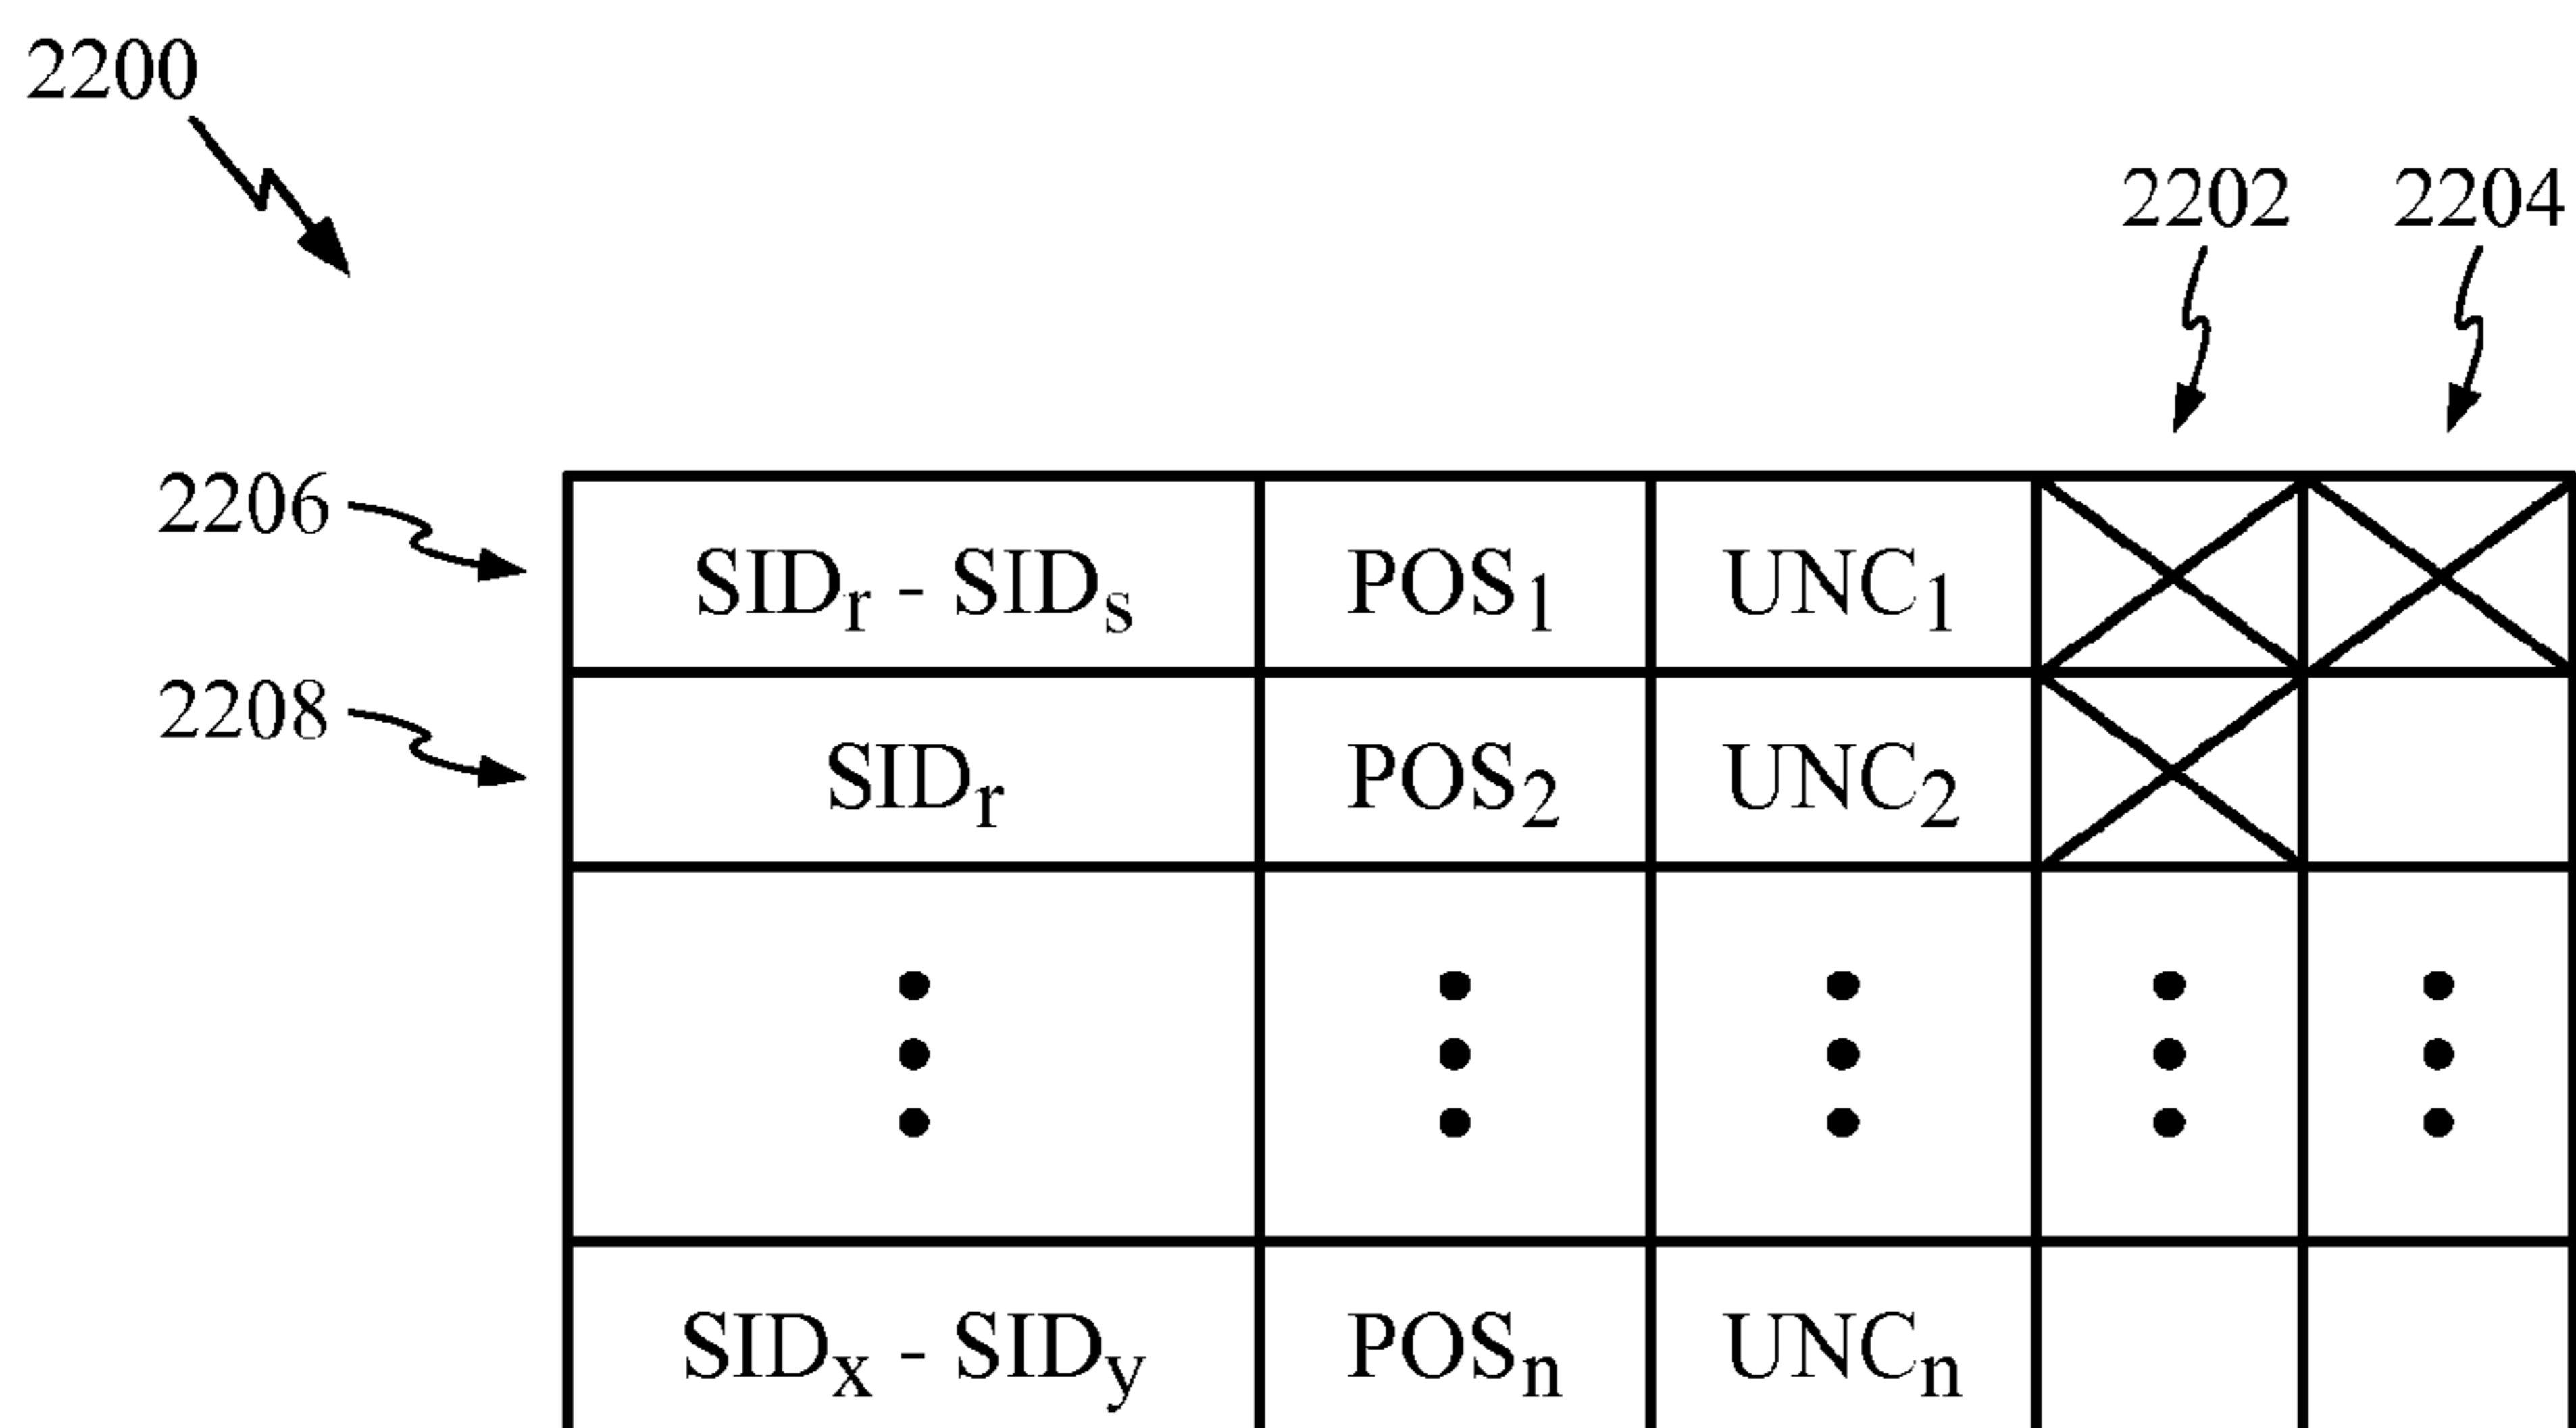 2200
2202 2204
2206
SIDr - SIDs POS1 UNC1
2208
SIDr POS2 UNC2
SIDx - SIDy POSn UNCn